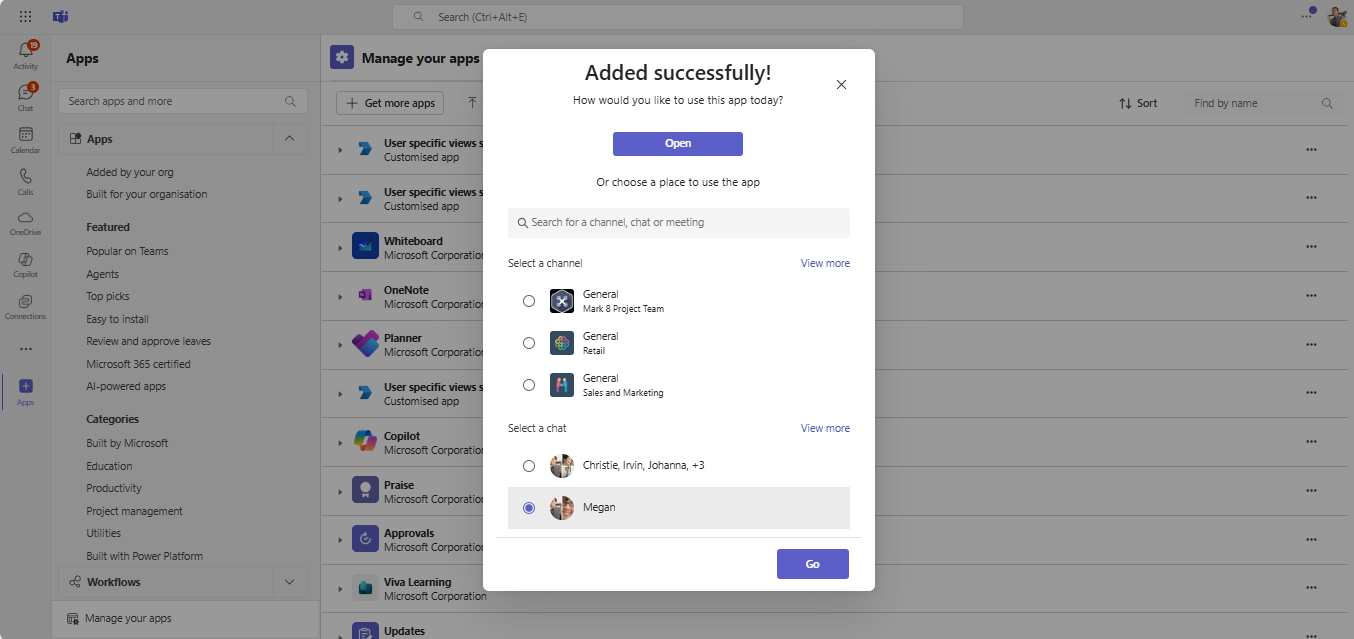 Search (Ctrl+Alt+E)
19
Activity
3
Chat
Calendar
Calls
OneDrive
Copilot
Connections
Apps
Apps
Search apps and more
Apps
Added by your org
Built for your organisation
Featured
Popular on Teams
Agents
Top picks
Easy to install
Review and approve leaves
Microsoft 365 certified
AI-powered apps
Categories
Built by Microsoft
Education
Productivity
Project management
Utilities
Built with Power Platform
Workflows
Manage your apps
Manage your apps
Get more apps
Sort
Find by name
User specific views s
Customised app
User specific views s
Customised app
Whiteboard
Microsoft Corporation
OneNote
Microsoft Corporation
Planner
Microsoft Corporation
User specific views s
Customised app
Copilot
Microsoft Corporation
Praise
Microsoft Corporation
Approvals
Microsoft Corporation
Viva Learning
Microsoft Corporation
Updates
Added successfully!
How would you like to use this app today?
Open
Or choose a place to use the app
Search for a channel, chat or meeting
Select a channel View more
General
Mark 8 Project Team
General
Retail
General
Sales and Marketing
Select a chat View more
Christie, Irvin, Johanna, +3
Megan
Go